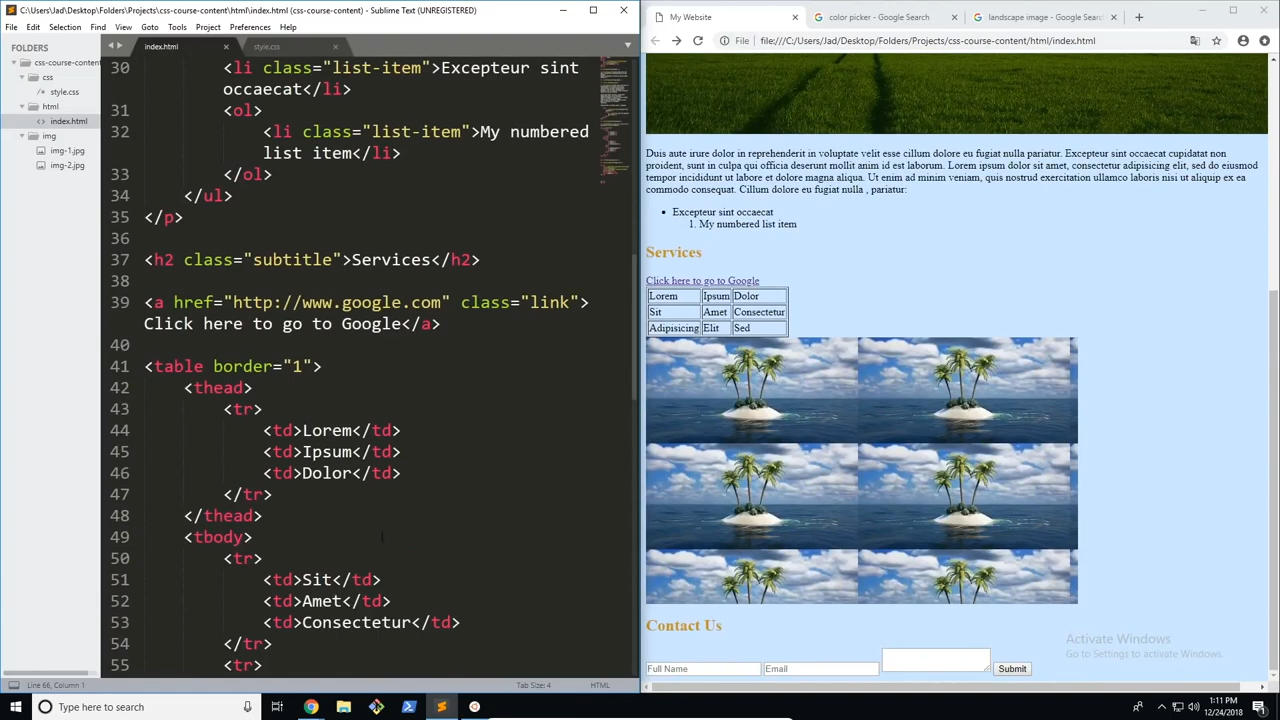 C:\Users\Jad\Desktop\Folders\Projects\css-course-content\html\index.html (css-course-content) - Sublime Text (UNREGISTERED)
File Edit Selection Find View Goto Tools Project Preferences Help
FOLDERS
css-course-content
css
style.css
html
index.html
img
img-1.jpg
img-2.jpg
index.html
style.css
30 <li class="list-item">Excepteur sint
occaecat</li>
31 <ol>
32 <li class="list-item">My numbered
list item</li>
33 </ol>
34 </ul>
35 </p>
36
37 <h2 class="subtitle">Services</h2>
38
39 <a href="http://www.google.com" class="link">
Click here to go to Google</a>
40
41 <table border="1">
42 <thead>
43 <tr>
44 <td>Lorem</td>
45 <td>Ipsum</td>
46 <td>Dolor</td>
47 </tr>
48 </thead>
49 <tbody>
50 <tr>
51 <td>Sit</td>
52 <td>Amet</td>
53 <td>Consectetur</td>
54 </tr>
55 <tr>
Line 66, Column 1
Tab Size: 4
HTML
My Website
color picker - Google Search
landscape image - Google Sear
File file:///C:/Users/Jad/Desktop/Folders/Projects/css-course-content/html/index.html
Duis aute irure dolor in reprehenderit in voluptate velit esse cillum dolore eu fugiat nulla pariatur. Excepteur sint occaecat cupidatat non
proident, sunt in culpa qui officia deserunt mollit anim id est laborum. Lorem ipsum dolor sit amet, consectetur adipisicing elit, sed do eiusmod
tempor incididunt ut labore et dolore magna aliqua. Ut enim ad minim veniam, quis nostrud exercitation ullamco laboris nisi ut aliquip ex ea
commodo consequat. Cillum dolore eu fugiat nulla , pariatur:
Excepteur sint occaecat
1. My numbered list item
Services
Click here to go to Google
Lorem Ipsum Dolor
Sit Amet Consectetur
Adipisicing Elit Sed
Contact Us
Full Name
Email
Submit
Activate Windows
Go to Settings to activate Windows.
Type here to search
1:11 PM
12/24/2018
1